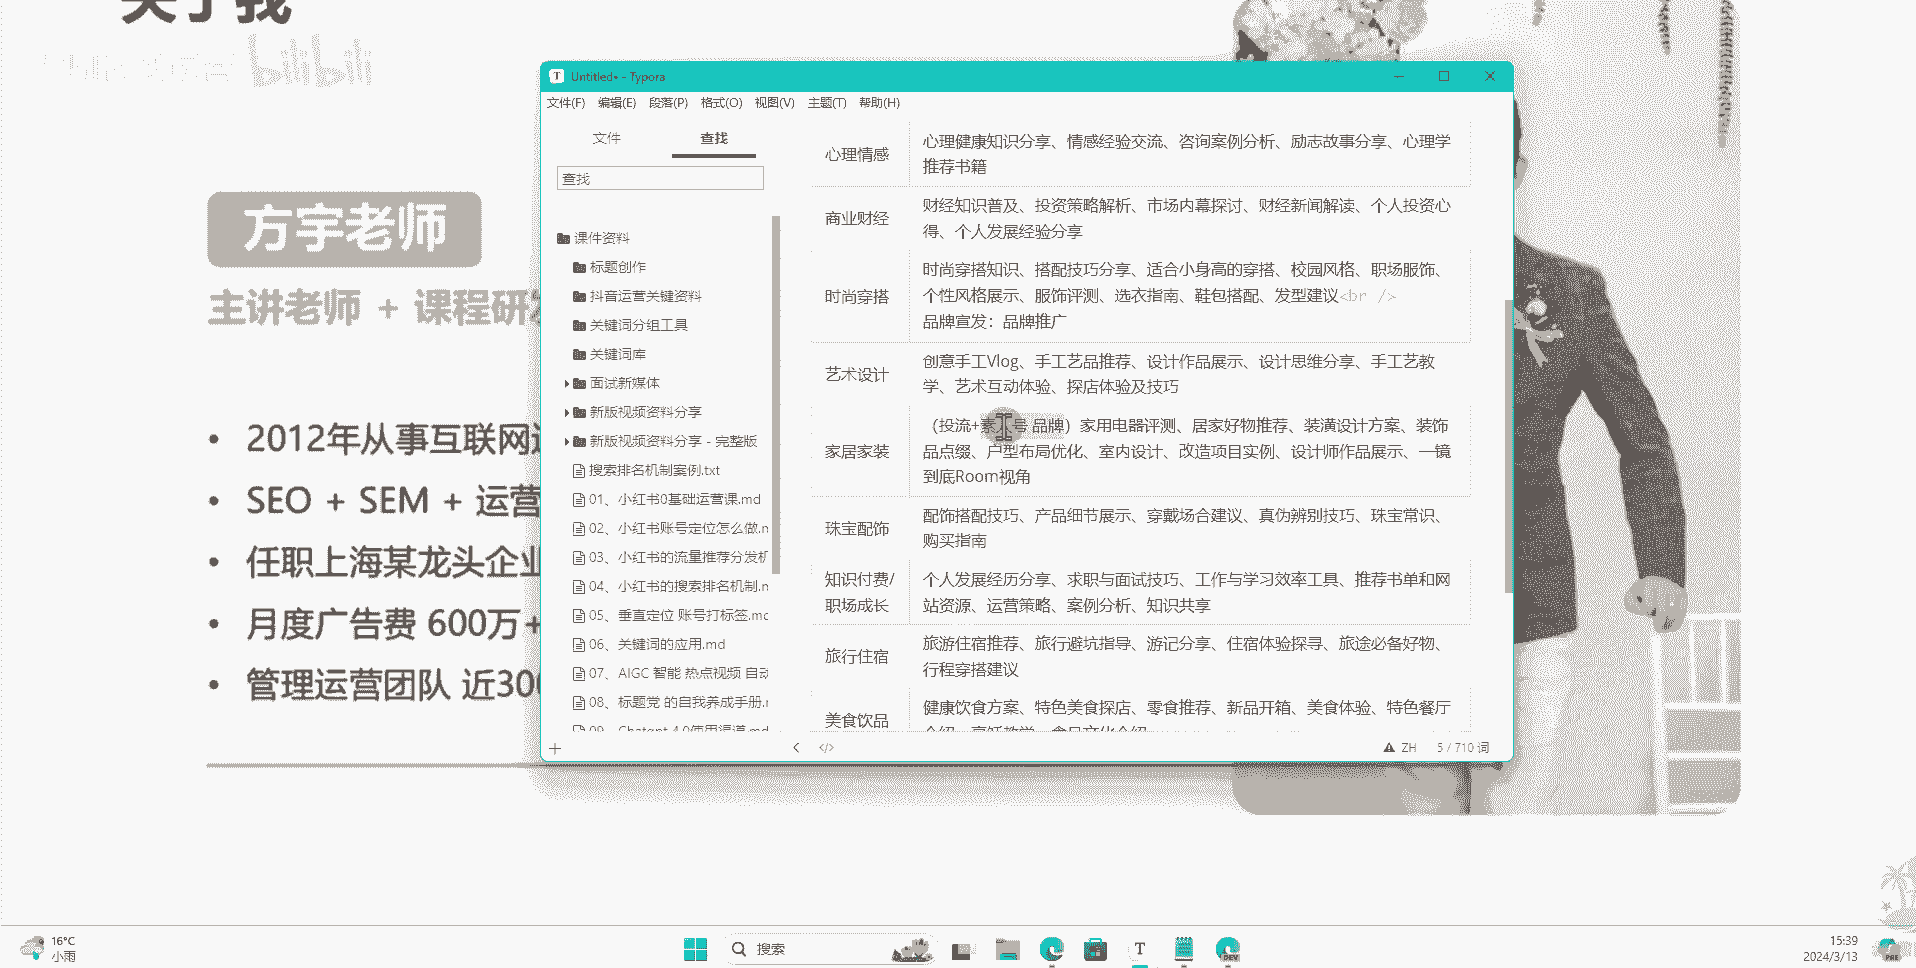 关于我
bilibili
方宇老师
主讲老师 + 课程研
• 2012年从事互联网
• SEO + SEM + 运营
• 任职上海某龙头企业
• 月度广告费 600万+
• 管理运营团队 近300
Untitled• - Typora
文件(F) 编辑(E) 段落(P) 格式(O) 视图(V) 主题(T) 帮助(H)
文件 查找
查找
课件资料
标题创作
抖音运营关键资料
关键词分组工具
关键词库
面试新媒体
新版视频资料分享
新版视频资料分享 - 完整版
搜索排名机制案例.txt
01、小红书0基础运营课.md
02、小红书账号定位怎么做.m
03、小红书的流量推荐分发机
04、小红书的搜索排名机制.m
05、垂直定位 账号打标签.md
06、关键词的应用.md
07、AIGC 智能 热点视频 自动
08、标题党 的自我养成手册.m
09、Chatgpt 4.0使用渠道.md
心理情感
心理健康知识分享、情感经验交流、咨询案例分析、励志故事分享、心理学
推荐书籍
商业财经
财经知识普及、投资策略解析、市场内幕探讨、财经新闻解读、个人投资心
得、个人发展经验分享
时尚穿搭
时尚穿搭知识、搭配技巧分享、适合小身高的穿搭、校园风格、职场服饰、
个性风格展示、服饰评测、选衣指南、鞋包搭配、发型建议<br />
品牌宣发：品牌推广
艺术设计
创意手工Vlog、手工艺品推荐、设计作品展示、设计思维分享、手工艺教
学、艺术互动体验、探店体验及技巧
家居家装
（投流+素 号 品牌）家用电器评测、居家好物推荐、装潢设计方案、装饰
品点缀、户型布局优化、室内设计、改造项目实例、设计师作品展示、一镜
到底Room视角
珠宝配饰
配饰搭配技巧、产品细节展示、穿戴场合建议、真伪辨别技巧、珠宝常识、
购买指南
知识付费/
职场成长
个人发展经历分享、求职与面试技巧、工作与学习效率工具、推荐书单和网
站资源、运营策略、案例分析、知识共享
旅行住宿
旅游住宿推荐、旅行避坑指导、游记分享、住宿体验探寻、旅途必备好物、
行程穿搭建议
美食饮品
健康饮食方案、特色美食探店、零食推荐、新品开箱、美食体验、特色餐厅
介绍、烹饪教学、食品文化介绍
ZH 5 / 710 词
16°C
小雨
搜索
15:39
2024/3/13